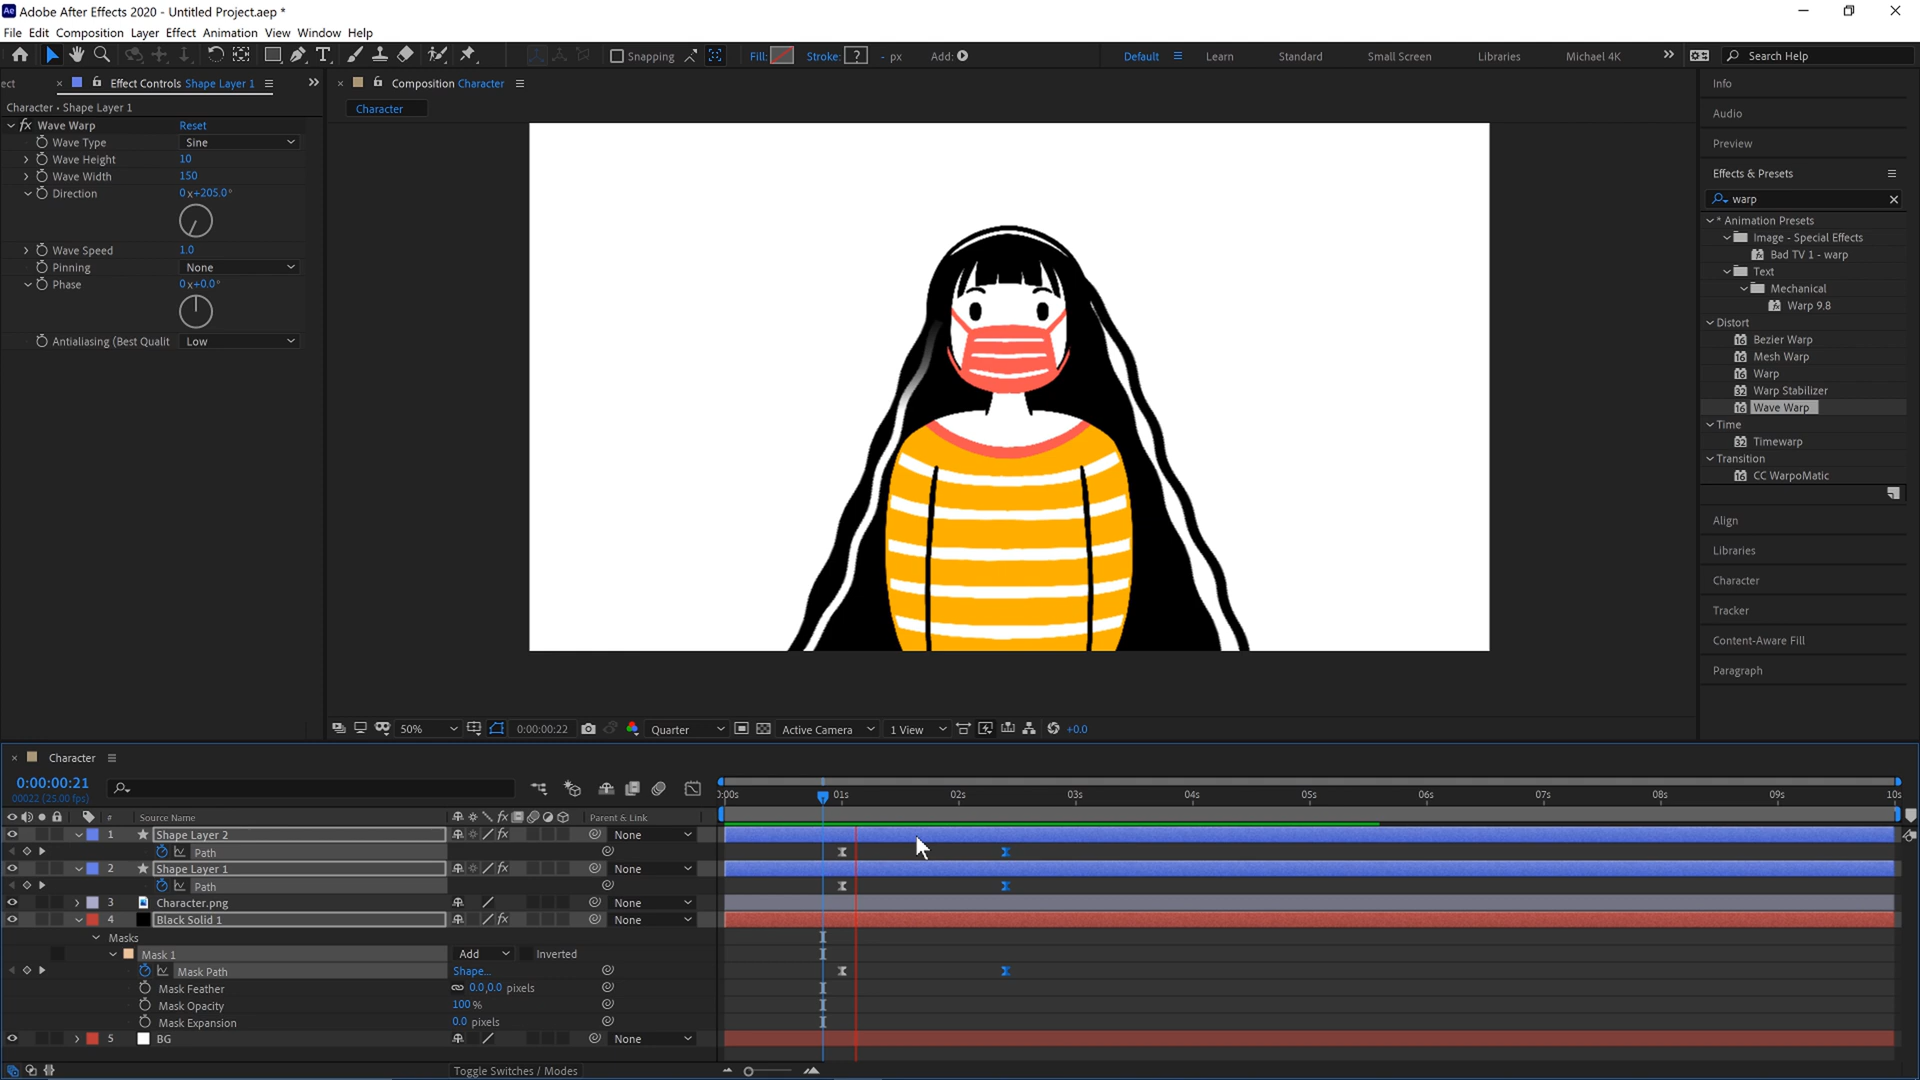 Adobe After Effects 2020 - Untitled Project.aep *
File Edit Composition Layer Effect Animation View Window Help
Snapping Fill: Stroke: ? - px Add: Default Learn Standard Small Screen Libraries Michael 4K Search Help
ect Effect Controls Shape Layer 1
Composition Character
Character • Shape Layer 1
Character
fx Wave Warp Reset
Wave Type Sine
Wave Height 10
Wave Width 150
Direction 0x+205.0°
Wave Speed 1.0
Pinning None
Phase 0x+0.0°
Antialiasing (Best Qualit Low
Info
Audio
Preview
Effects & Presets
warp
* Animation Presets
Image - Special Effects
Bad TV 1 - warp
Text
Mechanical
Warp 9.8
Distort
Bezier Warp
Mesh Warp
Warp
Warp Stabilizer
Wave Warp
Time
Timewarp
Transition
CC WarpoMatic
Align
Libraries
Character
Tracker
Content-Aware Fill
Paragraph
50% 0:00:00:22 Quarter Active Camera 1 View +0.0
Character
0:00:00:21
00022 (25.00 fps)
:00s 01s 02s 03s 04s 05s 06s 07s 08s 09s 10s
# Source Name Parent & Link
1 Shape Layer 2 None
Path
2 Shape Layer 1 None
Path
3 Character.png None
4 Black Solid 1 None
Masks
Mask 1 Add Inverted
Mask Path Shape...
Mask Feather 0.0,0.0 pixels
Mask Opacity 100 %
Mask Expansion 0.0 pixels
5 BG None
Toggle Switches / Modes